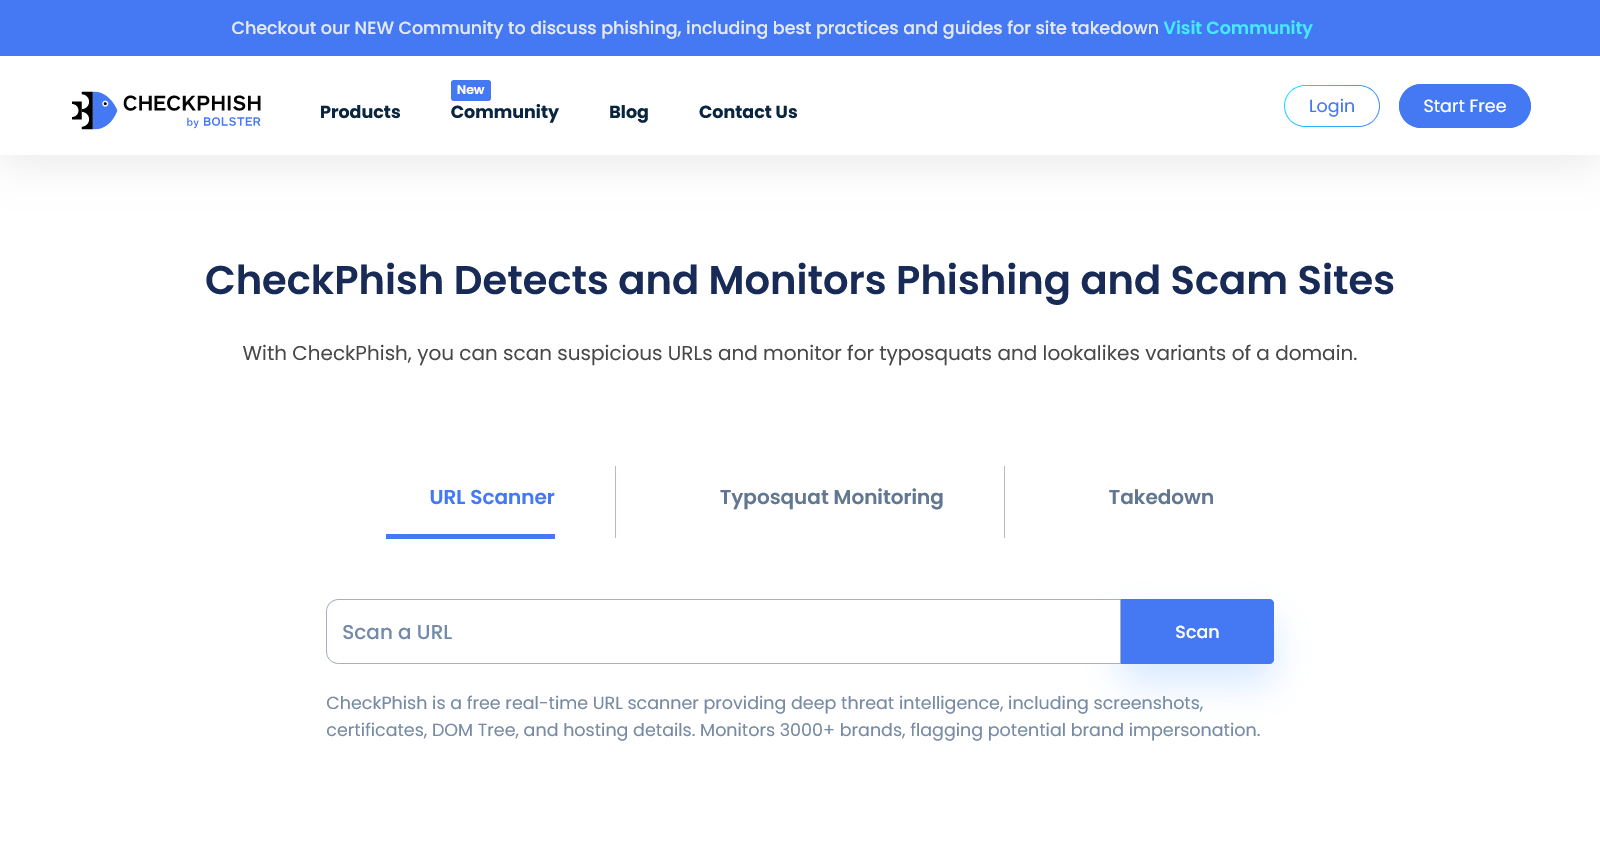 Checkout our NEW Community to discuss phishing, including best practices and guides for site takedown Visit Community
CHECKPHISH
by BOLSTER
Products
New
Community
Blog
Contact Us
Login
Start Free
CheckPhish Detects and Monitors Phishing and Scam Sites
With CheckPhish, you can scan suspicious URLs and monitor for typosquats and lookalikes variants of a domain.
URL Scanner
Typosquat Monitoring
Takedown
Scan a URL
Scan
CheckPhish is a free real-time URL scanner providing deep threat intelligence, including screenshots,
certificates, DOM Tree, and hosting details. Monitors 3000+ brands, flagging potential brand impersonation.